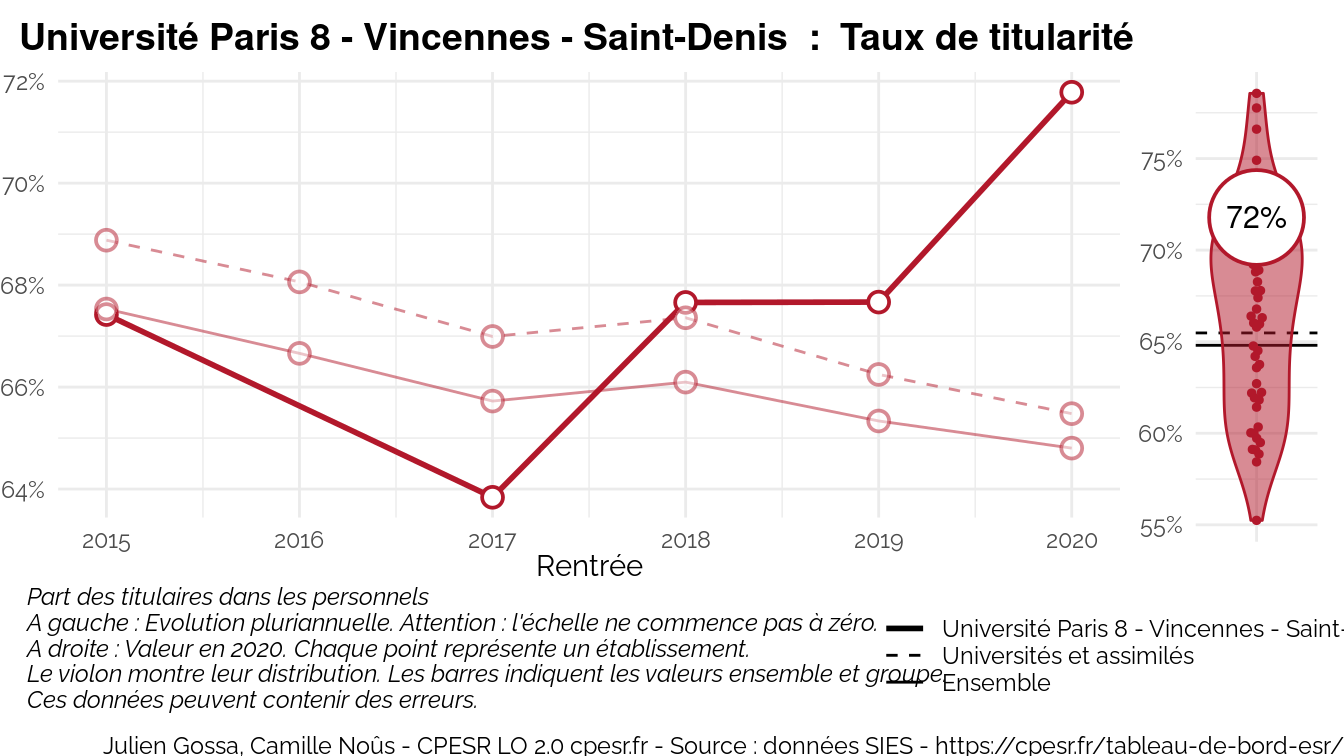 Université Paris 8 - Vincennes - Saint-Denis : Taux de titularité
72%
70%
68%
66%
64%
2015 2016 2017 2018 2019 2020
Rentrée
75%
70%
65%
60%
55%
72%
Part des titulaires dans les personnels
A gauche : Evolution pluriannuelle. Attention : l'échelle ne commence pas à zéro.
A droite : Valeur en 2020. Chaque point représente un établissement.
Le violon montre leur distribution. Les barres indiquent les valeurs ensemble et groupe.
Ces données peuvent contenir des erreurs.
Université Paris 8 - Vincennes - Saint-
Universités et assimilés
Ensemble
Julien Gossa, Camille Noûs - CPESR LO 2.0 cpesr.fr - Source : données SIES - https://cpesr.fr/tableau-de-bord-esr/